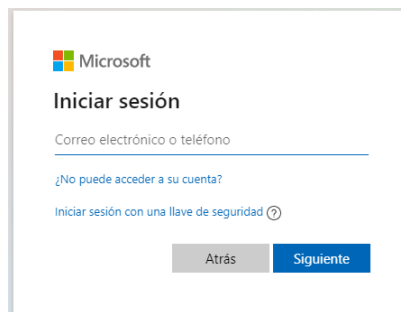 Microsoft
Iniciar sesión
Correo electrónico o teléfono
¿No puede acceder a su cuenta?
Iniciar sesión con una llave de seguridad
Atrás Siguiente